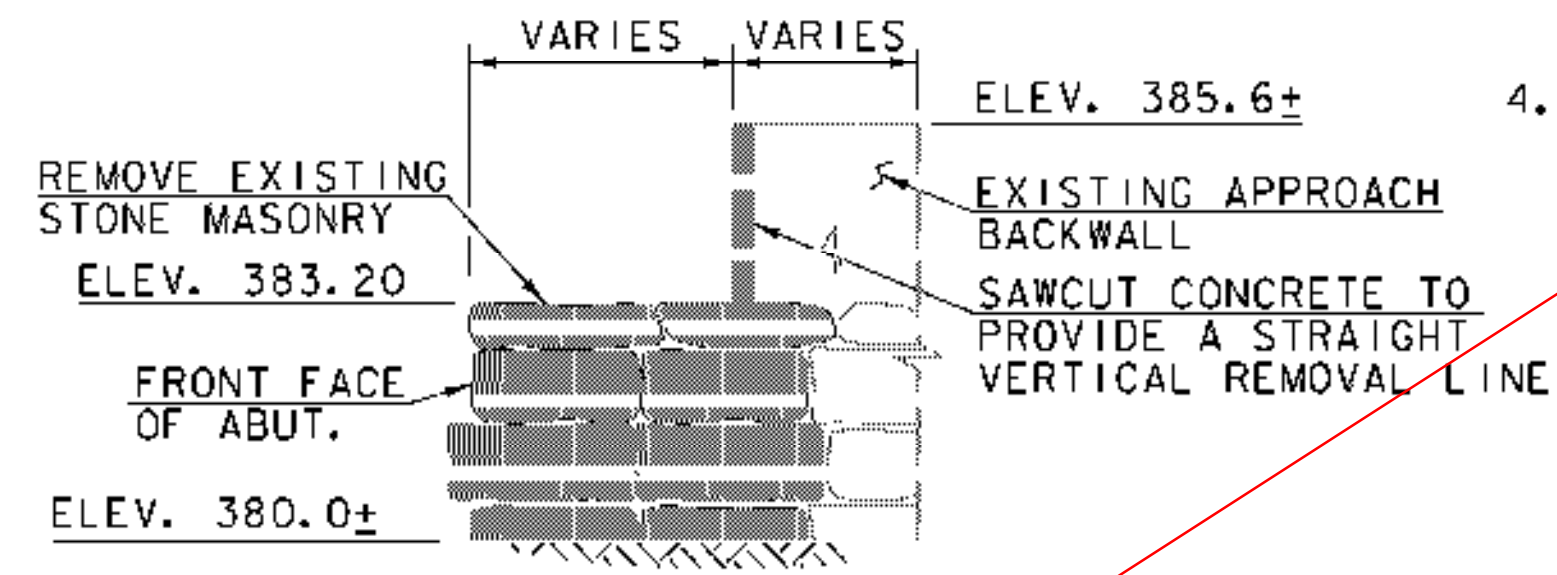 VARIES VARIES
ELEV. 385.6± 4.
REMOVE EXISTING
STONE MASONRY
EXISTING APPROACH
BACKWALL
ELEV. 383.20
SAWCUT CONCRETE TO
PROVIDE A STRAIGHT
VERTICAL REMOVAL LINE
FRONT FACE
OF ABUT.
ELEV. 380.0±